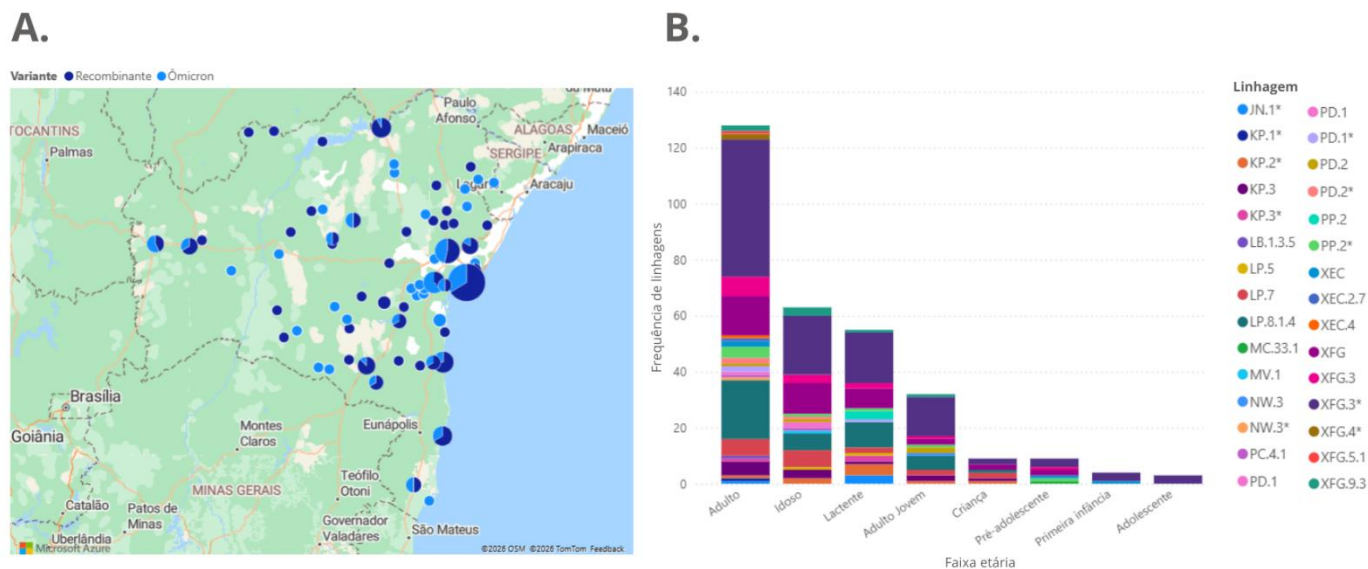 A.
Variante Recombinante Ômicron
TOCANTINS
Palmas
Paulo
Afonso
ALAGOAS
Maceió
SERGIPE
Arapiraca
Aracaju
Brasília
Goiânia
Montes
Claros
Eunápolis
Teófilo
Otoni
MINAS GERAIS
Catalão
Patos de
Minas
Governador
Valadares
São Mateus
Uberlândia
Microsoft Azure
©2026 OSM ©2026 TomTom Feedback
B.
Frequência de linhagens
140
120
100
80
60
40
20
0
Adulto
Idoso
Lactente
Adulto Jovem
Criança
Pré-adolescente
Primeira infância
Adolescente
Faixa etária
Linhagem
JN.1*
KP.1*
KP.2*
KP.3
KP.3*
LB.1.3.5
LP.5
LP.7
LP.8.1.4
MC.33.1
MV.1
NW.3
NW.3*
PC.4.1
PD.1
PD.1
PD.1*
PD.2
PD.2*
PP.2
PP.2*
XEC
XEC.2.7
XEC.4
XFG
XFG.3
XFG.3*
XFG.4*
XFG.5.1
XFG.9.3